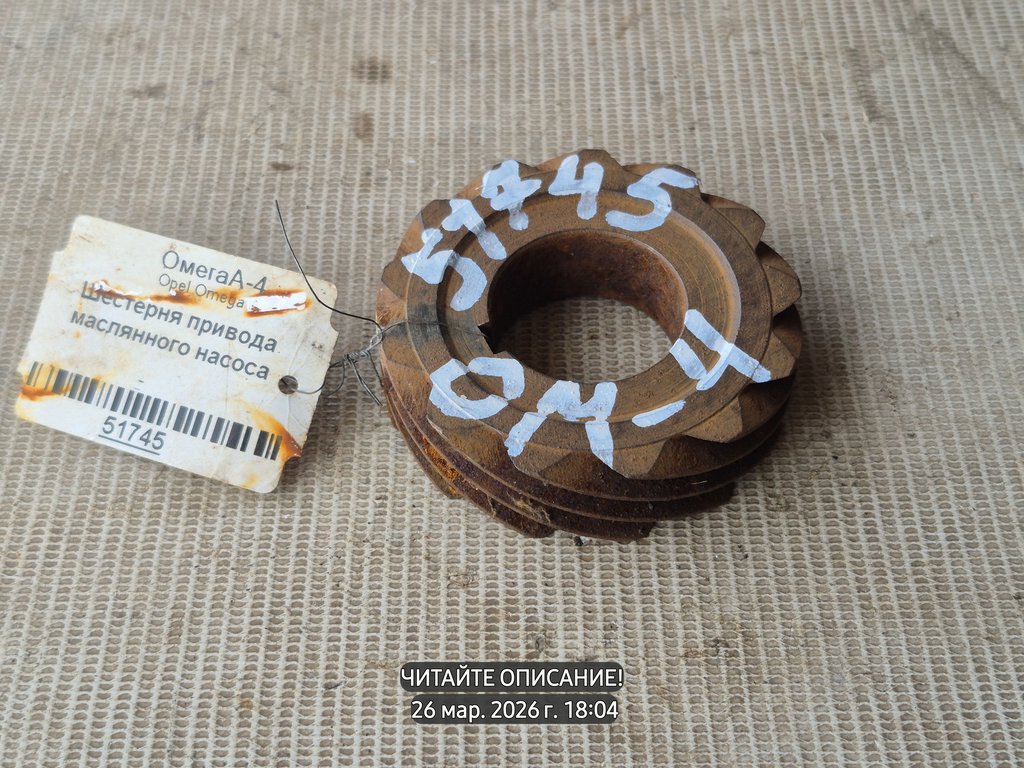 ОмегаА-4
Opel Omega
Шестерня привода
маслянного насоса
51745
51745
ОМ-4
ЧИТАЙТЕ ОПИСАНИЕ!
26 мар. 2026 г. 18:04